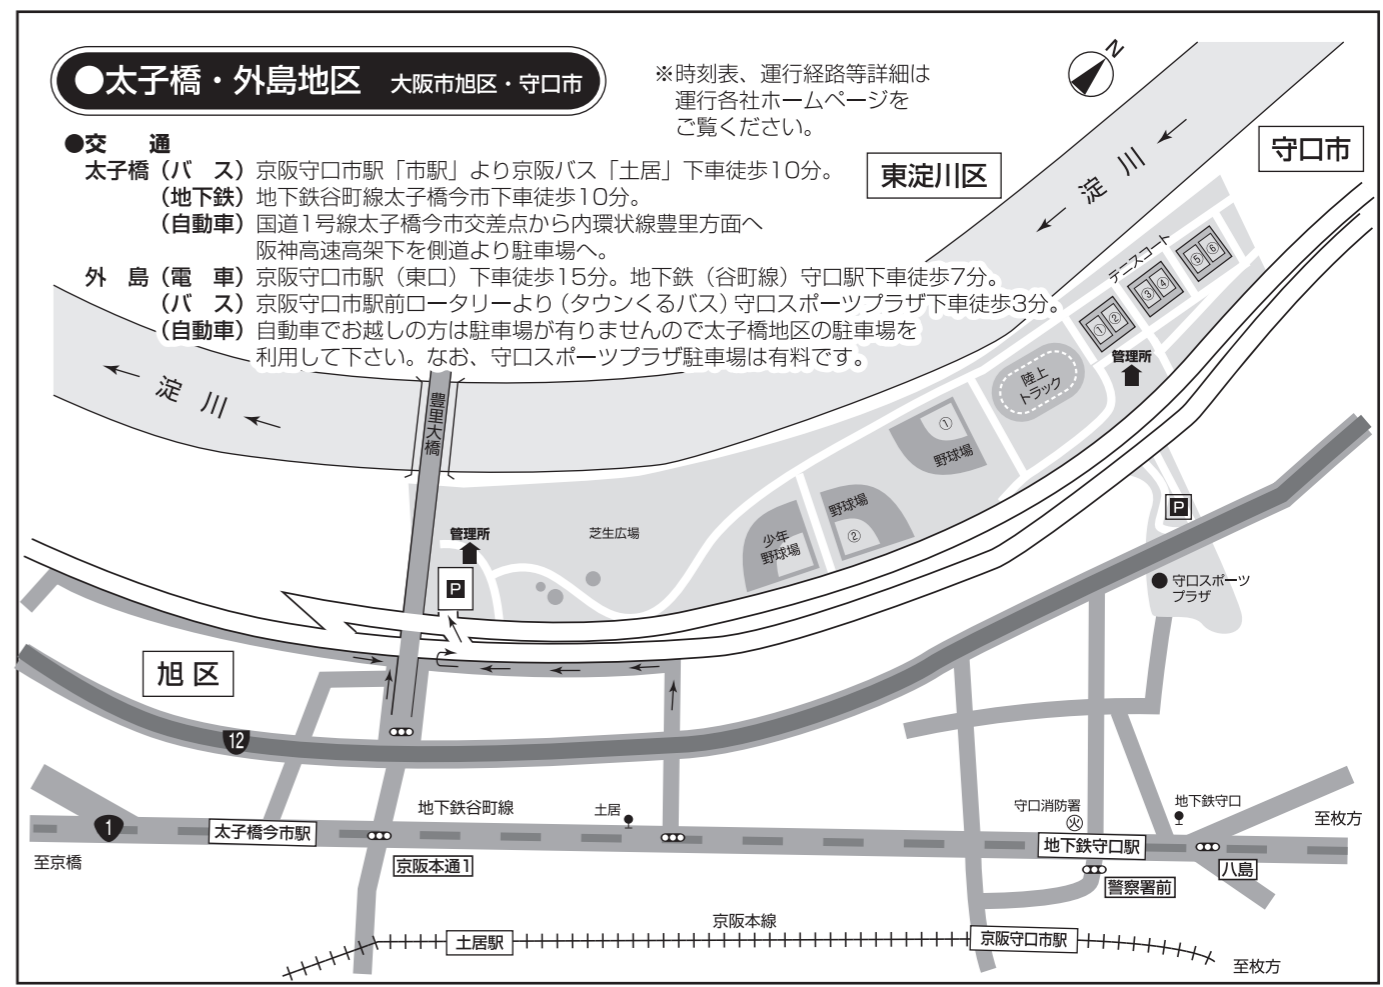 ●太子橋・外島地区 大阪市旭区・守口市
※時刻表、運行経路等詳細は
運行各社ホームページを
ご覧ください。
●交 通
太子橋（バ ス）京阪守口市駅「市駅」より京阪バス「土居」下車徒歩10分。
（地下鉄）地下鉄谷町線太子橋今市下車徒歩10分。
（自動車）国道1号線太子橋今市交差点から内環状線豊里方面へ
阪神高速高架下を側道より駐車場へ。
外 島（電 車）京阪守口市駅（東口）下車徒歩15分。地下鉄（谷町線）守口駅下車徒歩7分。
（バ ス）京阪守口市駅前ロータリーより（タウンくるバス）守口スポーツプラザ下車徒歩3分。
（自動車）自動車でお越しの方は駐車場が有りませんので太子橋地区の駐車場を
利用して下さい。なお、守口スポーツプラザ駐車場は有料です。
N
東淀川区
守口市
淀川
テニスコート
⑤⑥
③④
①②
管理所
陸上
トラック
淀川
豊里大橋
①
野球場
野球場
②
少年
野球場
芝生広場
管理所
P
P
守口スポーツ
プラザ
旭区
12
1
地下鉄谷町線
土居
守口消防署
火
地下鉄守口
至枚方
太子橋今市駅
地下鉄守口駅
至京橋
京阪本通1
八島
警察署前
京阪本線
土居駅
京阪守口市駅
至枚方